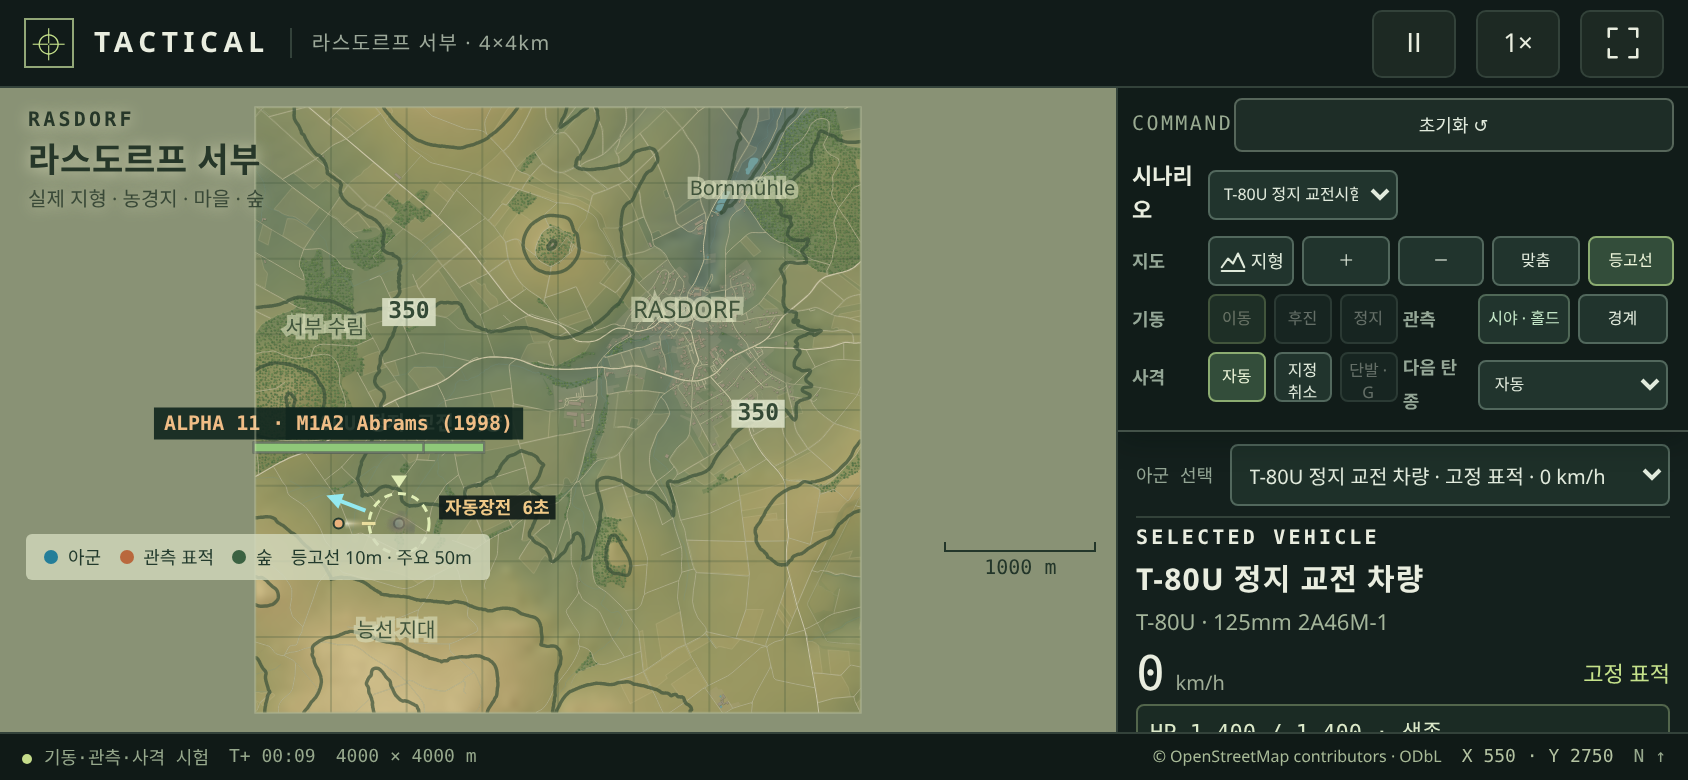 TACTICAL
라스도르프 서부 · 4×4km
1×
RASDORF
라스도르프 서부
실제 지형 · 농경지 · 마을 · 숲
Bornmühle
350
RASDORF
서부 수림
350
ALPHA 11 · M1A2 Abrams (1998)
자동장전 6초
아군 관측 표적 숲 등고선 10m · 주요 50m
1000 m
능선 지대
COMMAND
초기화 ↺
시나리오
T-80U 정지 교전시험
지도
지형
+
−
맞춤
등고선
기동
이동
후진
정지
관측
시야 · 홀드
경계
사격
자동
지정 취소
단발 · G
다음 탄종
자동
아군 선택
T-80U 정지 교전 차량 · 고정 표적 · 0 km/h
SELECTED VEHICLE
T-80U 정지 교전 차량
T-80U · 125mm 2A46M-1
0 km/h
고정 표적
HP 1,400 / 1,400 · 생존
기동·관측·사격 시험 T+ 00:09 4000 × 4000 m
© OpenStreetMap contributors · ODbL X 550 · Y 2750 N ↑